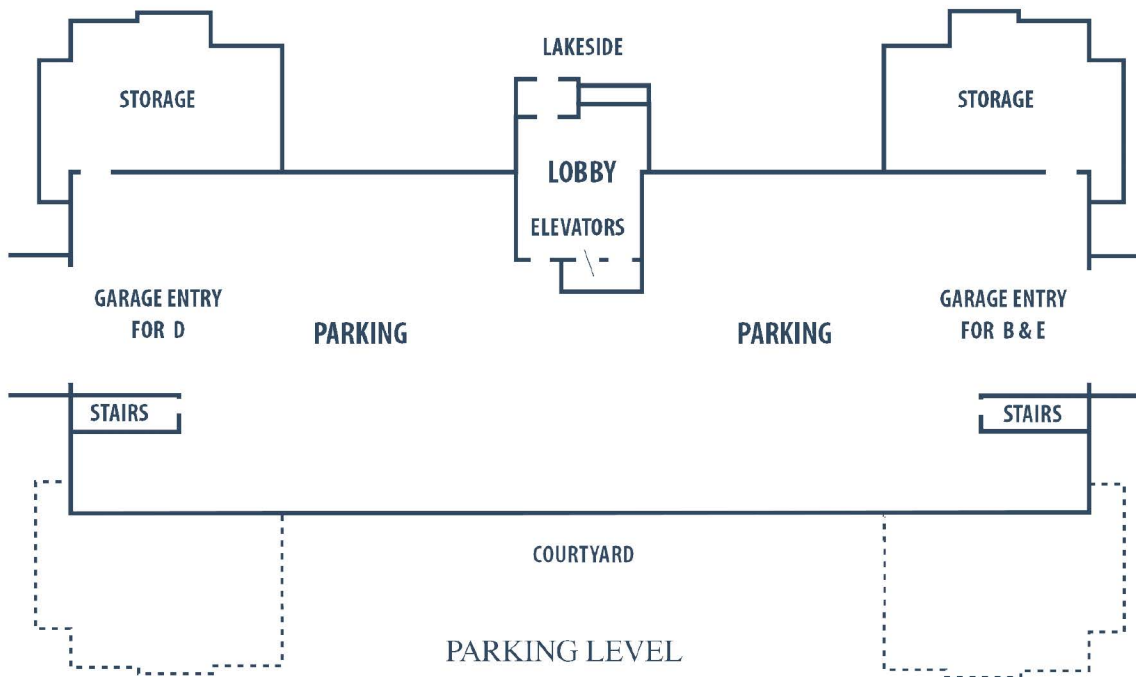 LAKESIDE
STORAGE
STORAGE
LOBBY
ELEVATORS
GARAGE ENTRY
FOR D
PARKING
PARKING
GARAGE ENTRY
FOR B & E
STAIRS
STAIRS
COURTYARD
PARKING LEVEL